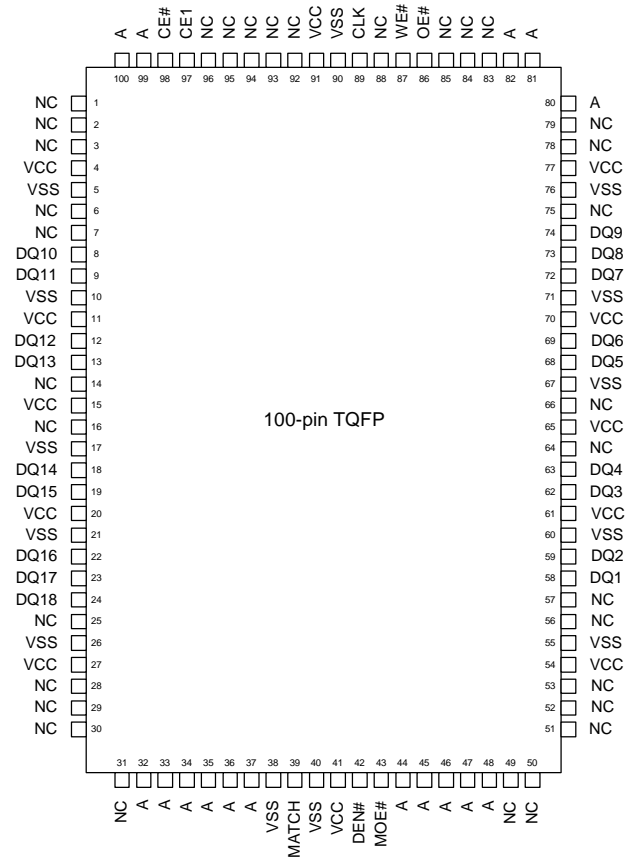 A A CE# CE1 NC NC NC NC NC VCC VSS CLK NC WE# OE# NC NC NC A A
100 99 98 97 96 95 94 93 92 91 90 89 88 87 86 85 84 83 82 81
NC 1 80 A
NC 2 79 NC
NC 3 78 NC
VCC 4 77 VCC
VSS 5 76 VSS
NC 6 75 NC
NC 7 74 DQ9
DQ10 8 73 DQ8
DQ11 9 72 DQ7
VSS 10 71 VSS
VCC 11 70 VCC
DQ12 12 69 DQ6
DQ13 13 68 DQ5
NC 14 67 VSS
VCC 15 66 NC
NC 16 65 VCC
100-pin TQFP
VSS 17 64 NC
DQ14 18 63 DQ4
DQ15 19 62 DQ3
VCC 20 61 VCC
VSS 21 60 VSS
DQ16 22 59 DQ2
DQ17 23 58 DQ1
DQ18 24 57 NC
NC 25 56 NC
VSS 26 55 VSS
VCC 27 54 VCC
NC 28 53 NC
NC 29 52 NC
NC 30 51 NC
31 32 33 34 35 36 37 38 39 40 41 42 43 44 45 46 47 48 49 50
NC A A A A A A VSS MATCH VSS VCC DEN# MOE# A A A A A NC NC